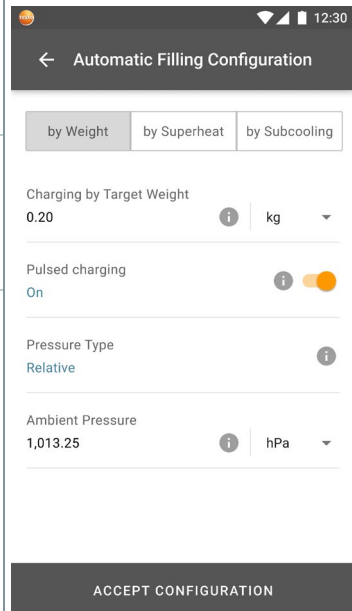 testo
12:30
Automatic Filling Configuration
by Weight
by Superheat
by Subcooling
Charging by Target Weight
0.20
kg
Pulsed charging
On
Pressure Type
Relative
Ambient Pressure
1,013.25
hPa
ACCEPT CONFIGURATION